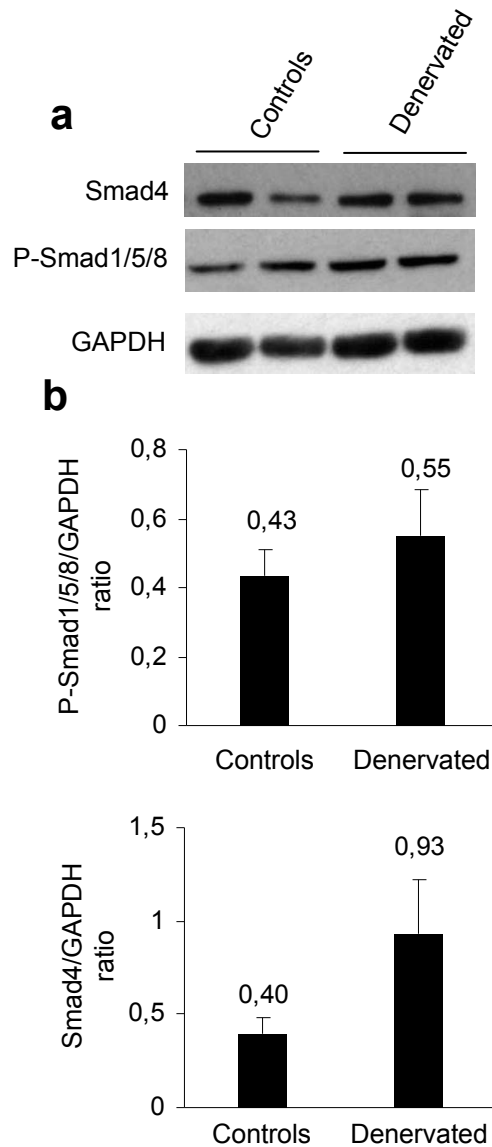 a
Controls
Denervated
Smad4
P-Smad1/5/8
GAPDH
b
P-Smad1/5/8/GAPDH
ratio
0,8
0,6
0,4
0,2
0
0,43
0,55
Controls
Denervated
Smad4/GAPDH
ratio
1,5
1
0,5
0
0,40
0,93
Controls
Denervated